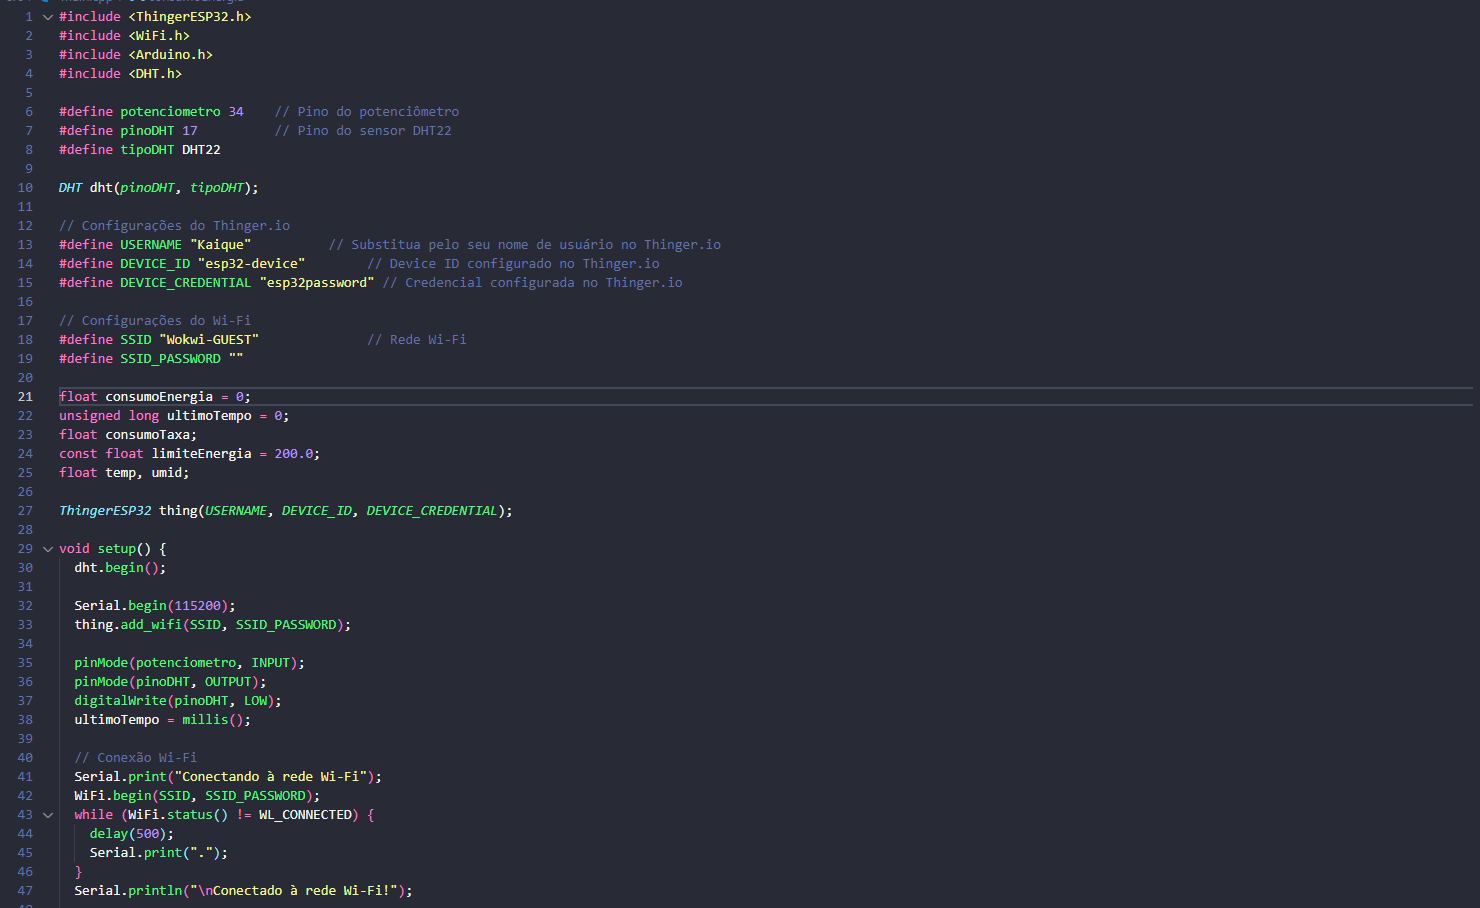 1 #include <ThingerESP32.h>
2 #include <WiFi.h>
3 #include <Arduino.h>
4 #include <DHT.h>
5
6 #define potenciometro 34    // Pino do potenciômetro
7 #define pinoDHT 17          // Pino do sensor DHT22
8 #define tipoDHT DHT22
9
10 DHT dht(pinoDHT, tipoDHT);
11
12 // Configurações do Thinger.io
13 #define USERNAME "Kaique"          // Substitua pelo seu nome de usuário no Thinger.io
14 #define DEVICE_ID "esp32-device"        // Device ID configurado no Thinger.io
15 #define DEVICE_CREDENTIAL "esp32password" // Credencial configurada no Thinger.io
16
17 // Configurações do Wi-Fi
18 #define SSID "Wokwi-GUEST"              // Rede Wi-Fi
19 #define SSID_PASSWORD ""
20
21 float consumoEnergia = 0;
22 unsigned long ultimoTempo = 0;
23 float consumoTaxa;
24 const float limiteEnergia = 200.0;
25 float temp, umid;
26
27 ThingerESP32 thing(USERNAME, DEVICE_ID, DEVICE_CREDENTIAL);
28
29 void setup() {
30   dht.begin();
31
32   Serial.begin(115200);
33   thing.add_wifi(SSID, SSID_PASSWORD);
34
35   pinMode(potenciometro, INPUT);
36   pinMode(pinoDHT, OUTPUT);
37   digitalWrite(pinoDHT, LOW);
38   ultimoTempo = millis();
39
40   // Conexão Wi-Fi
41   Serial.print("Conectando à rede Wi-Fi");
42   WiFi.begin(SSID, SSID_PASSWORD);
43   while (WiFi.status() != WL_CONNECTED) {
44     delay(500);
45     Serial.print(".");
46   }
47   Serial.println("\nConectado à rede Wi-Fi!");